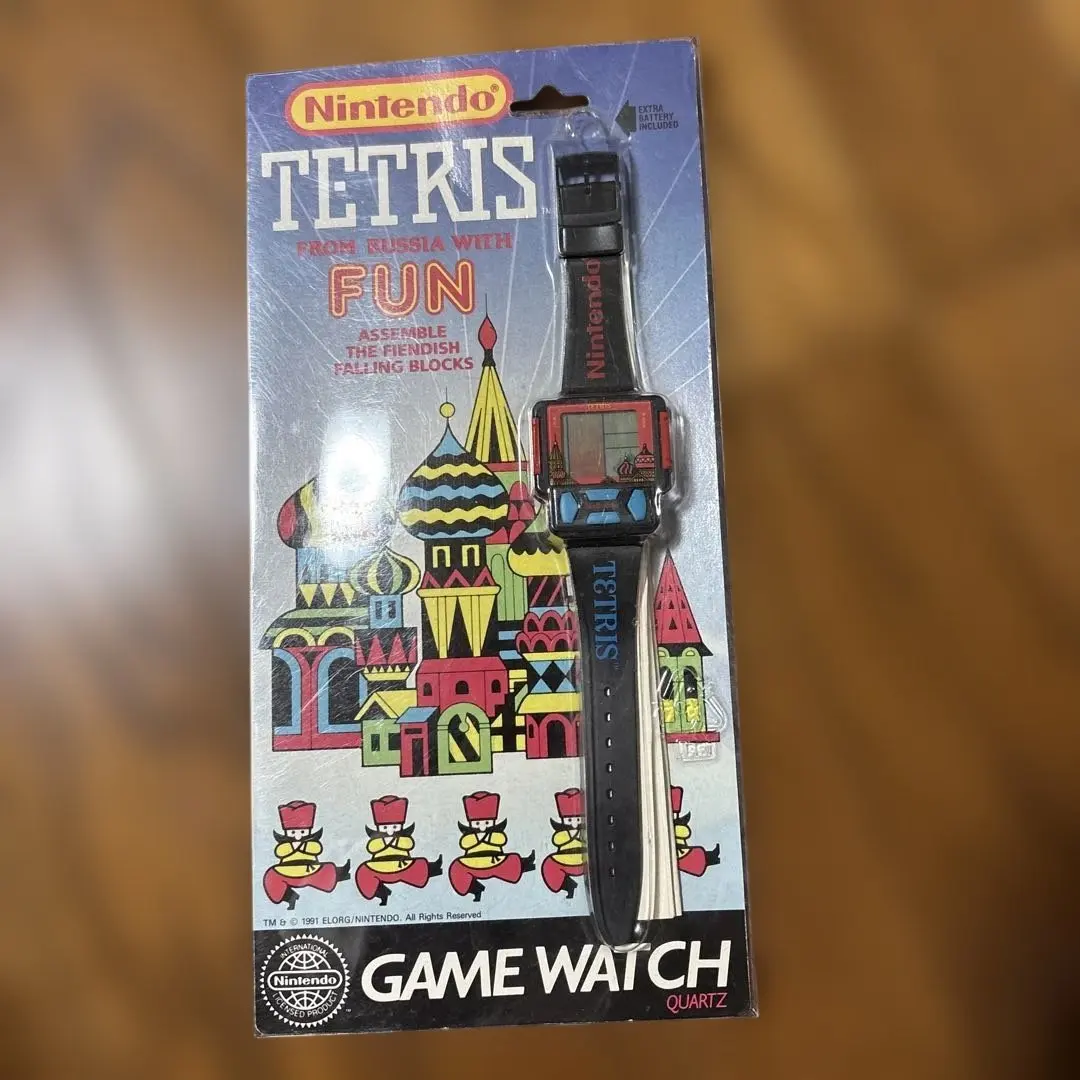 Nintendo®
EXTRA
BATTERY
INCLUDED
TETRIS™
FROM RUSSIA WITH
FUN
ASSEMBLE
THE FIENDISH
FALLING BLOCKS
Nintendo
TETRIS
TETRIS
TM & © 1991 ELORG/NINTENDO. All Rights Reserved
INTERNATIONAL
Nintendo
LICENSED PRODUCT
GAME WATCH
QUARTZ